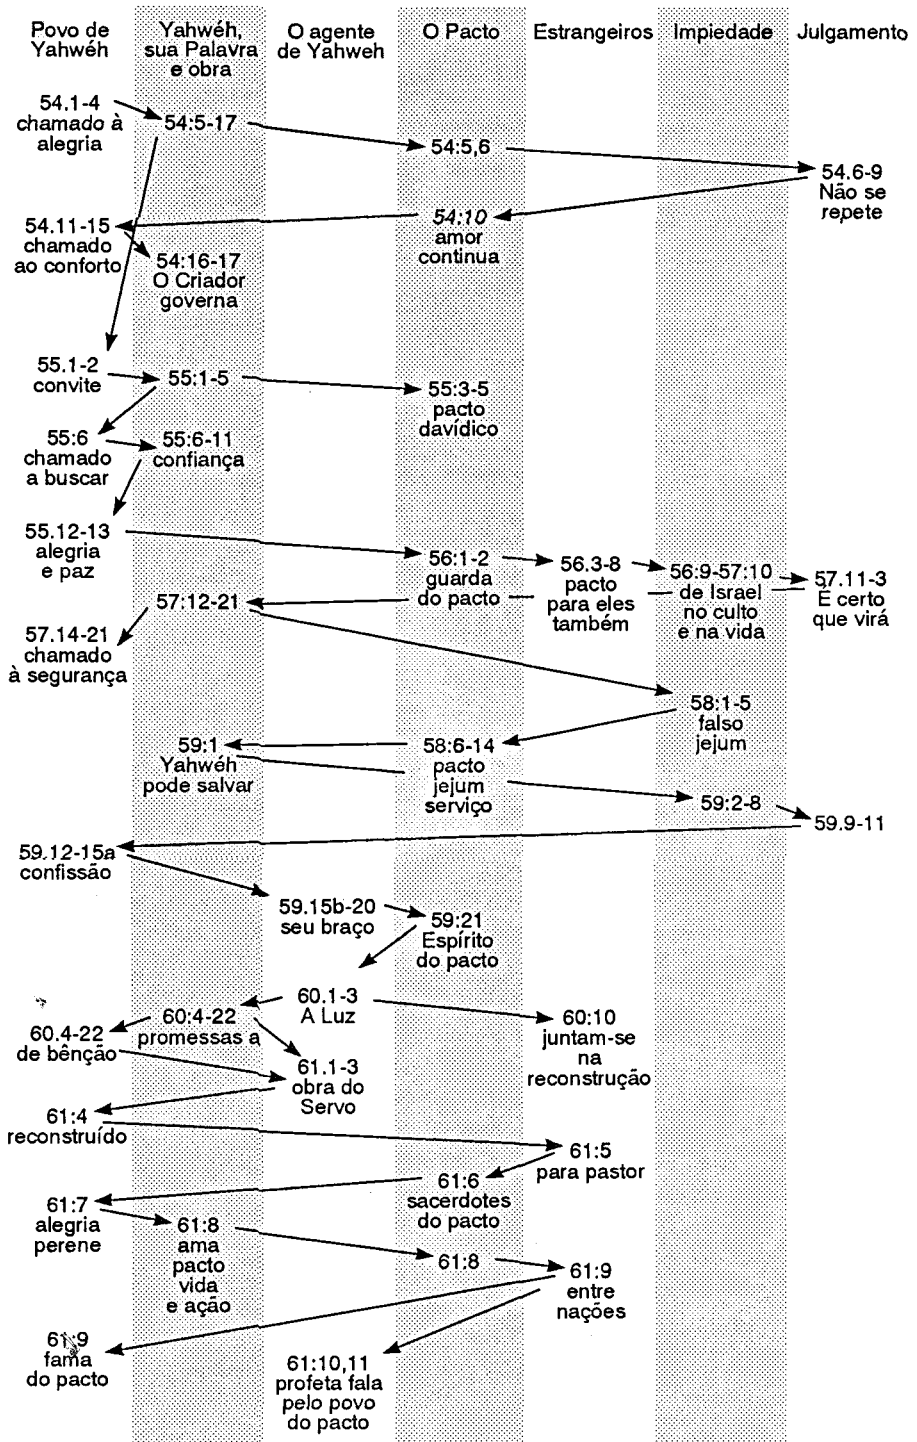 Povo de
Yahwéh
Yahwéh,
sua Palavra
e obra
O agente
de Yahweh
O Pacto
Estrangeiros
Impiedade
Julgamento
54.1-4
chamado à
alegria
54:5-17
54:5,6
54.6-9
Não se
repete
54:10
amor
continua
54.11-15
chamado
ao conforto
54:16-17
O Criador
governa
55.1-2
convite
55:1-5
55:3-5
pacto
davídico
55:6
chamado
a buscar
55:6-11
confiança
55.12-13
alegria
e paz
56:1-2
guarda
do pacto
56.3-8
pacto
para eles
também
56:9-57:10
de Israel
no culto
e na vida
57.11-3
E certo
que virá
57:12-21
57.14-21
chamado
à segurança
58:1-5
falso
jejum
58:6-14
pacto
jejum
serviço
59:1
Yahwéh
pode salvar
59:2-8
59.9-11
59.12-15a
confissão
59.15b-20
seu braço
59:21
Espírito
do pacto
60.1-3
A Luz
60:4-22
promessas a
60.4-22
de bênção
60:10
juntam-se
na
reconstrução
61.1-3
obra do
Servo
61:4
reconstruído
61:5
para pastor
61:6
sacerdotes
do pacto
61:7
alegria
perene
61:8
ama
pacto
vida
e ação
61:8
61:9
entre
nações
61:9
fama
do pacto
61:10,11
profeta fala
pelo povo
do pacto